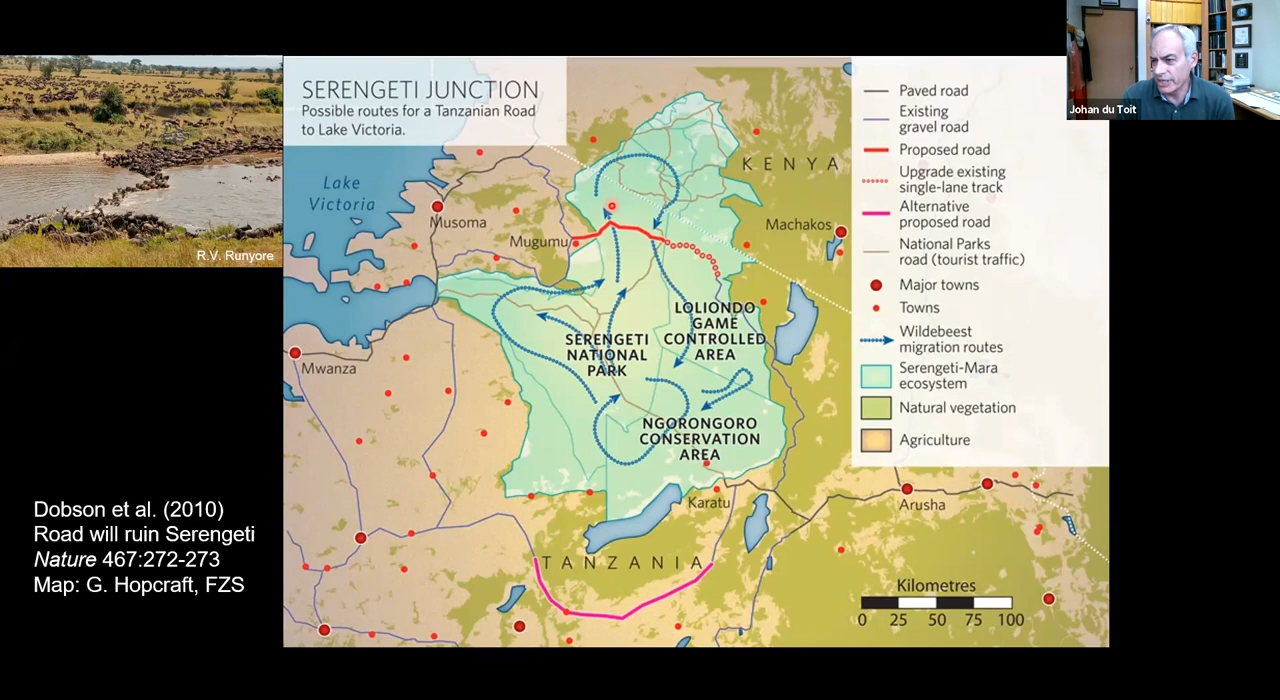 R.V. Runyore
SERENGETI JUNCTION
Possible routes for a Tanzanian Road
to Lake Victoria.
Lake
Victoria
Musoma
Mugumu
Mwanza
KENYA
Machakos
LOLIONDO
GAME
CONTROLLED
AREA
SERENGETI
NATIONAL
PARK
NGORONGORO
CONSERVATION
AREA
Karatu
Arusha
TANZANIA
Kilometres
0 25 50 75 100
Paved road
Existing
gravel road
Proposed road
Upgrade existing
single-lane track
Alternative
proposed road
National Parks
road (tourist traffic)
Major towns
Towns
Wildebeest
migration routes
Serengeti-Mara
ecosystem
Natural vegetation
Agriculture
Johan du Toit
Dobson et al. (2010)
Road will ruin Serengeti
Nature 467:272-273
Map: G. Hopcraft, FZS